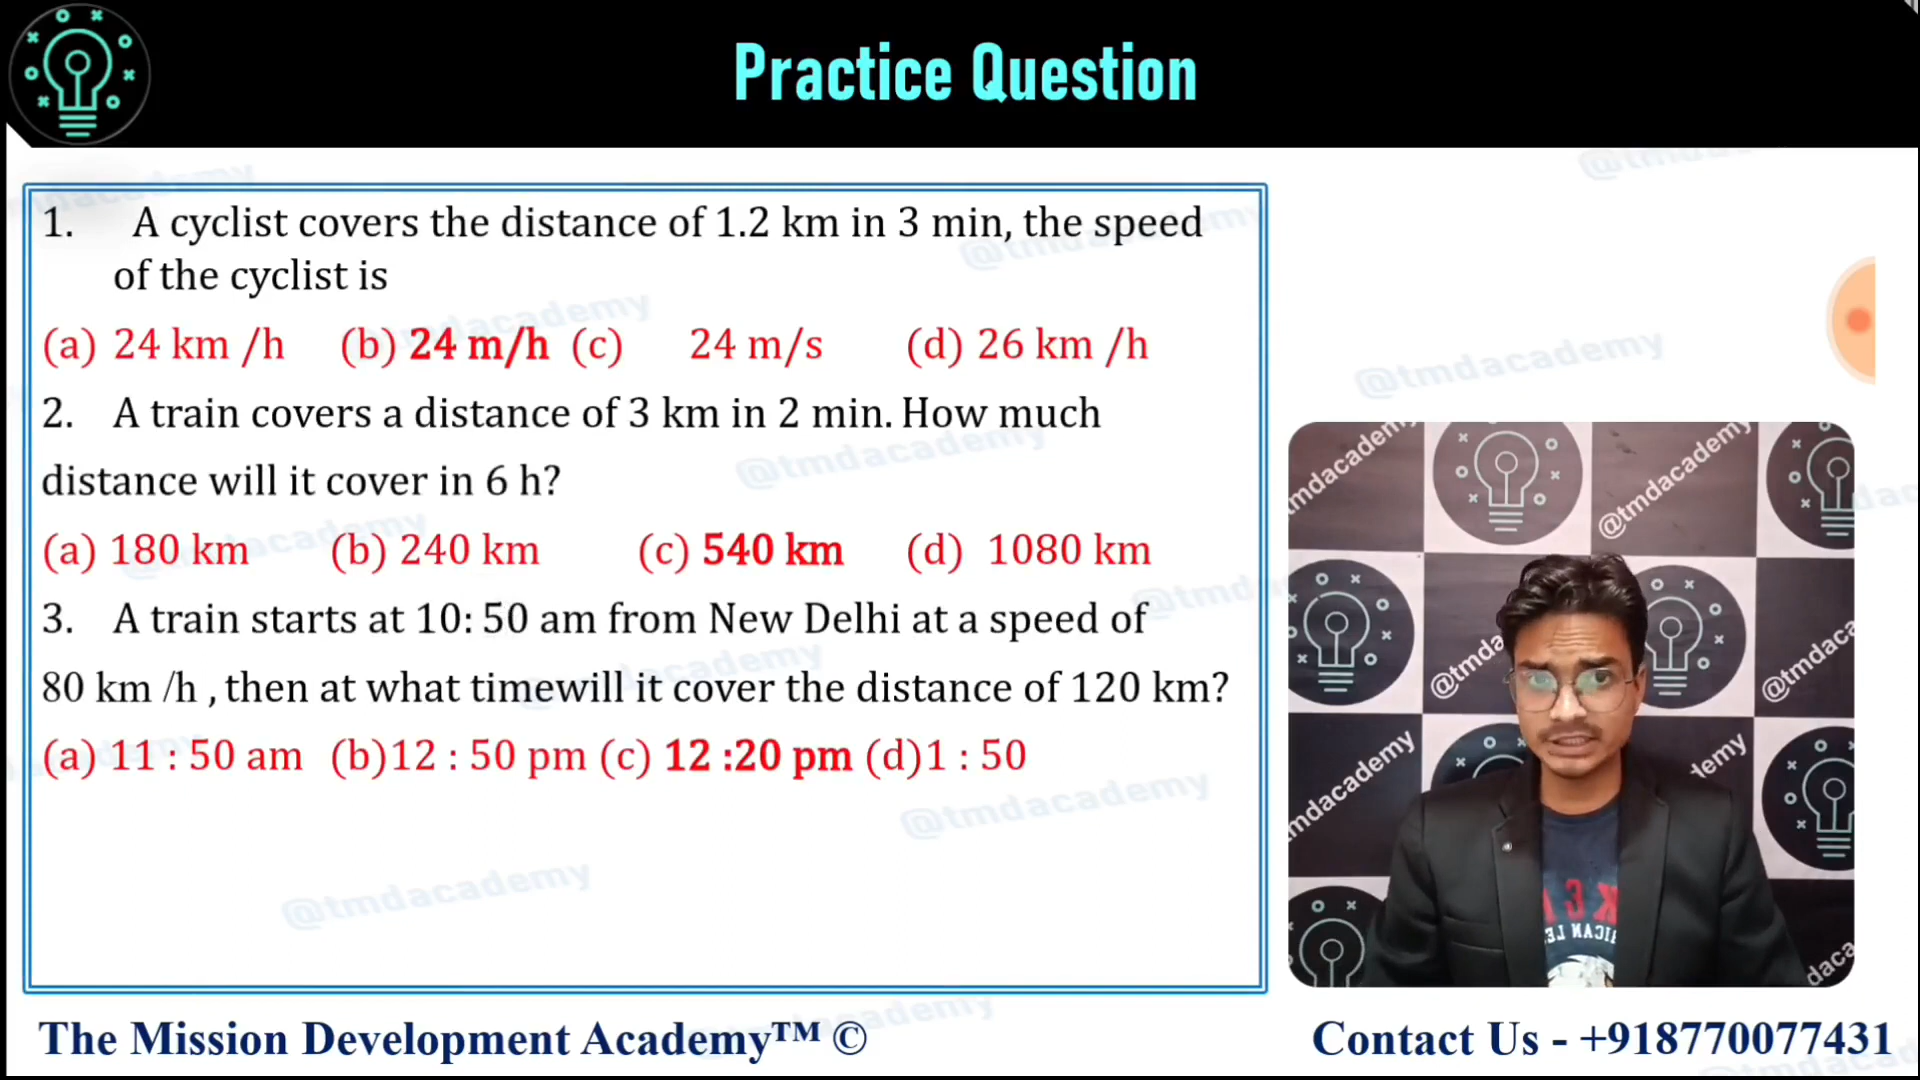 Practice Question
1. A cyclist covers the distance of 1.2 km in 3 min, the speed
of the cyclist is
(a) 24 km /h (b) 24 m/h (c) 24 m/s (d) 26 km /h
2. A train covers a distance of 3 km in 2 min. How much
distance will it cover in 6 h?
(a) 180 km (b) 240 km (c) 540 km (d) 1080 km
3. A train starts at 10: 50 am from New Delhi at a speed of
80 km /h , then at what timewill it cover the distance of 120 km?
(a) 11 : 50 am (b)12 : 50 pm (c) 12 :20 pm (d)1 : 50
@tmdacademy
@tmdacademy
@tmdacademy
@tmdacademy
@tmdacademy
The Mission Development Academy™ ©
Contact Us - +918770077431